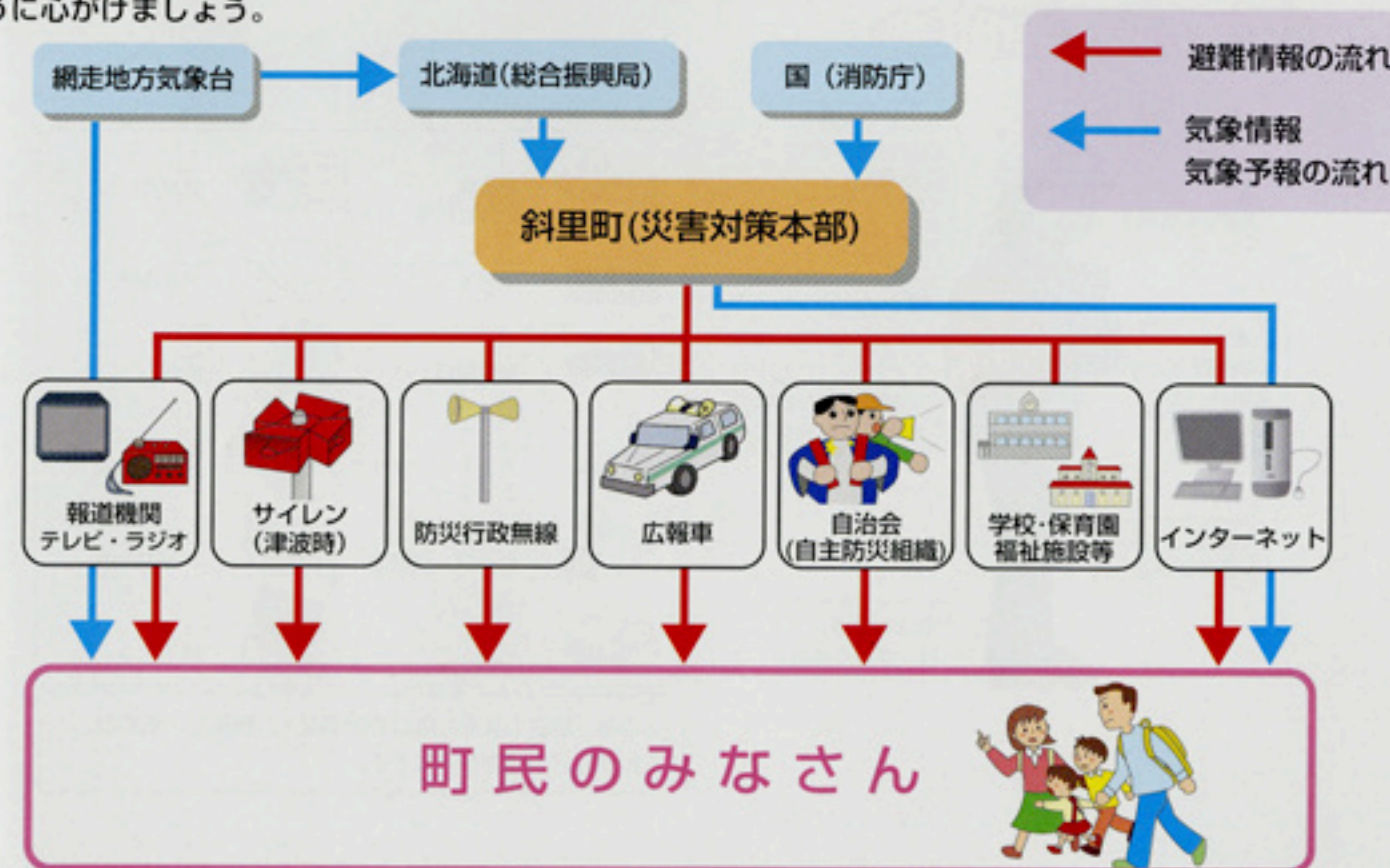 うに心がけましょう。
網走地方気象台
北海道(総合振興局)
国（消防庁）
避難情報の流れ
気象情報
気象予報の流れ
斜里町(災害対策本部)
報道機関
テレビ・ラジオ
サイレン
（津波時）
防災行政無線
広報車
自治会
(自主防災組織)
学校・保育園
福祉施設等
インターネット
町民のみなさん